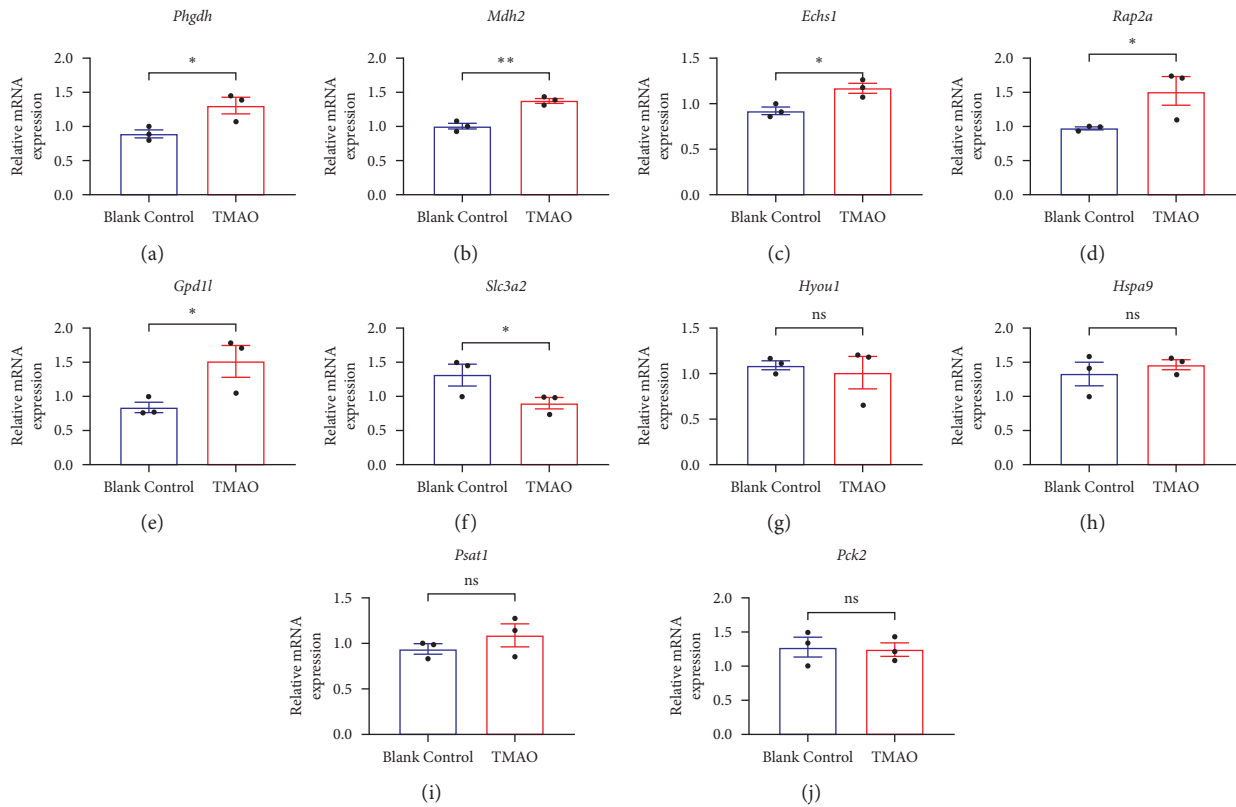 Phgdh
Relative mRNA
expression
2.0
1.5
1.0
0.5
0.0
*
Blank Control TMAO
(a)
Mdh2
Relative mRNA
expression
2.0
1.5
1.0
0.5
0.0
**
Blank Control TMAO
(b)
Echs1
Relative mRNA
expression
1.5
1.0
0.5
0.0
*
Blank Control TMAO
(c)
Rap2a
Relative mRNA
expression
2.0
1.5
1.0
0.5
0.0
*
Blank Control TMAO
(d)
Gpd1l
Relative mRNA
expression
2.0
1.5
1.0
0.5
0.0
*
Blank Control TMAO
(e)
Slc3a2
Relative mRNA
expression
2.0
1.5
1.0
0.5
0.0
*
Blank Control TMAO
(f)
Hyou1
Relative mRNA
expression
1.5
1.0
0.5
0.0
ns
Blank Control TMAO
(g)
Hspa9
Relative mRNA
expression
2.0
1.5
1.0
0.5
0.0
ns
Blank Control TMAO
(h)
Psat1
Relative mRNA
expression
1.5
1.0
0.5
0.0
ns
Blank Control TMAO
(i)
Pck2
Relative mRNA
expression
2.0
1.5
1.0
0.5
0.0
ns
Blank Control TMAO
(j)